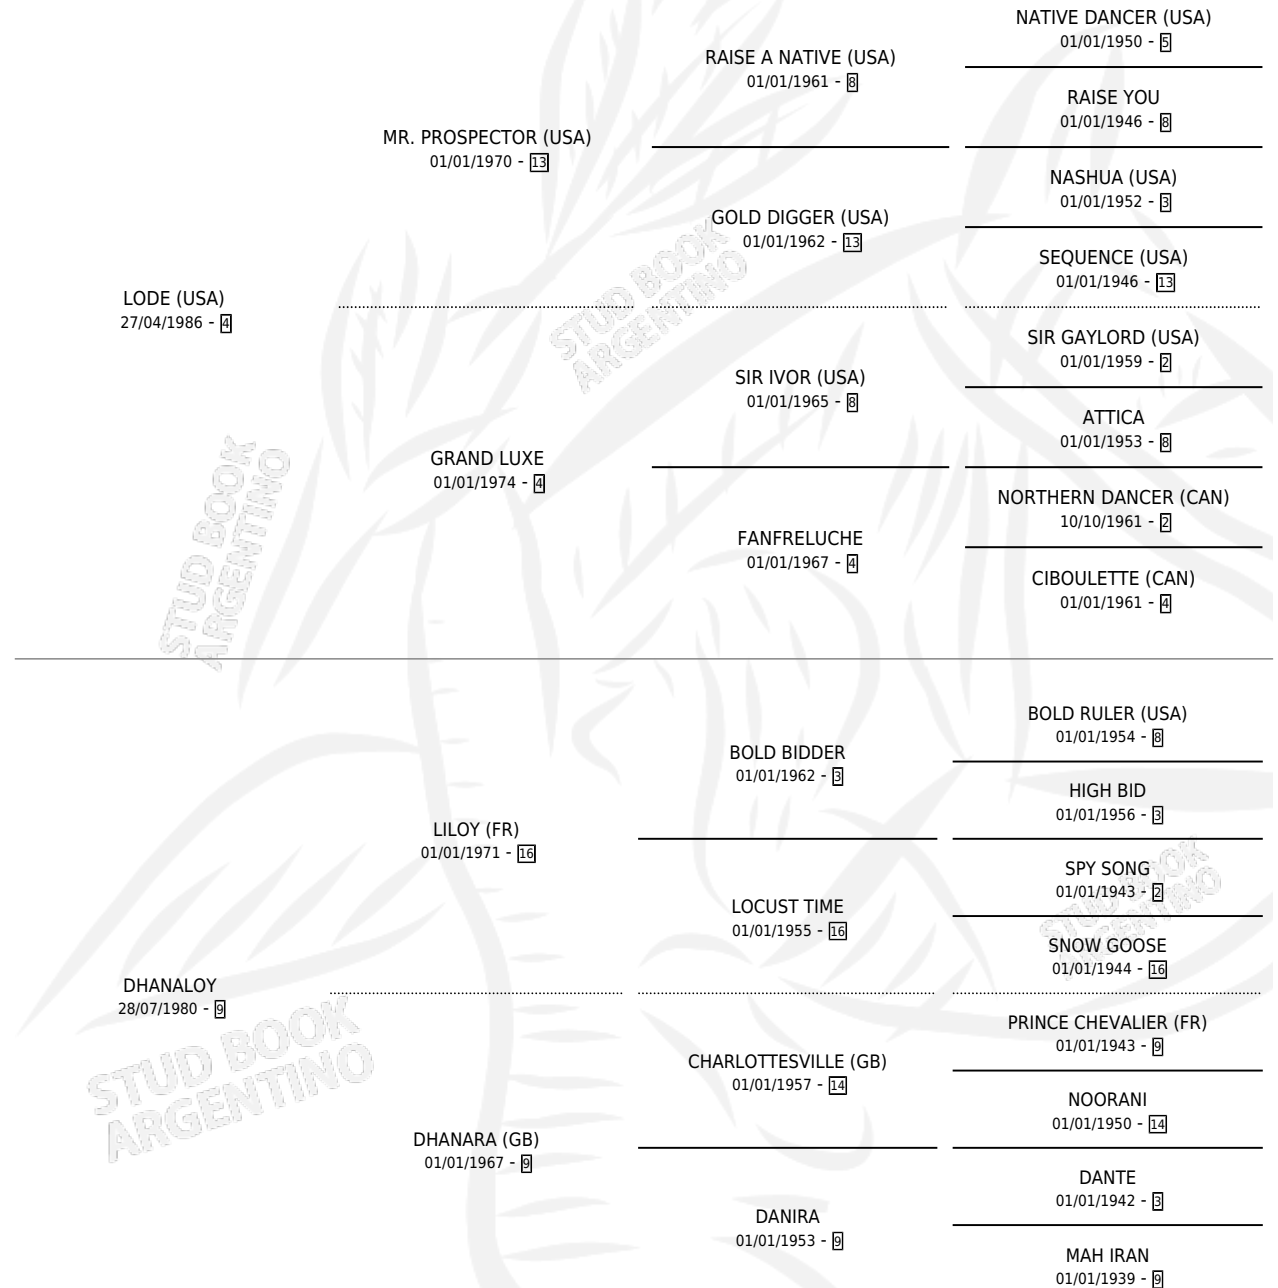 NATIVE DANCER (USA)
01/01/1950 - 5
RAISE A NATIVE (USA)
01/01/1961 - 8
RAISE YOU
01/01/1946 - 8
MR. PROSPECTOR (USA)
01/01/1970 - 13
NASHUA (USA)
01/01/1952 - 3
GOLD DIGGER (USA)
01/01/1962 - 13
SEQUENCE (USA)
01/01/1946 - 13
LODE (USA)
27/04/1986 - 4
STUD BOOK
ARGENTINO
SIR GAYLORD (USA)
01/01/1959 - 2
SIR IVOR (USA)
01/01/1965 - 8
ATTICA
01/01/1953 - 8
GRAND LUXE
01/01/1974 - 4
NORTHERN DANCER (CAN)
10/10/1961 - 2
FANFRELUCHE
01/01/1967 - 4
CIBOULETTE (CAN)
01/01/1961 - 4
STUD BOOK
ARGENTINO
BOLD RULER (USA)
01/01/1954 - 8
BOLD BIDDER
01/01/1962 - 3
HIGH BID
01/01/1956 - 3
LILOY (FR)
01/01/1971 - 16
SPY SONG
01/01/1943 - 2
LOCUST TIME
01/01/1955 - 16
SNOW GOOSE
01/01/1944 - 16
STUD BOOK
ARGENTINO
DHANALOY
28/07/1980 - 9
PRINCE CHEVALIER (FR)
01/01/1943 - 9
CHARLOTTESVILLE (GB)
01/01/1957 - 14
NOORANI
01/01/1950 - 14
STUD BOOK
ARGENTINO
DHANARA (GB)
01/01/1967 - 9
DANTE
01/01/1942 - 3
DANIRA
01/01/1953 - 9
MAH IRAN
01/01/1939 - 9